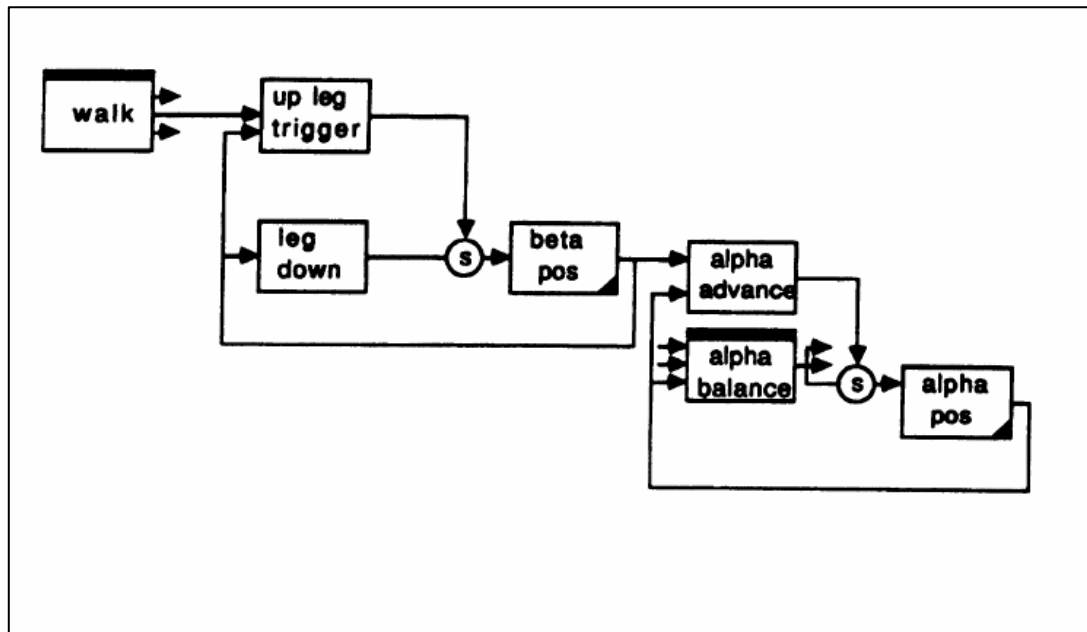 walk
up leg
trigger
leg
down
s
beta
pos
alpha
advance
alpha
balance
s
alpha
pos